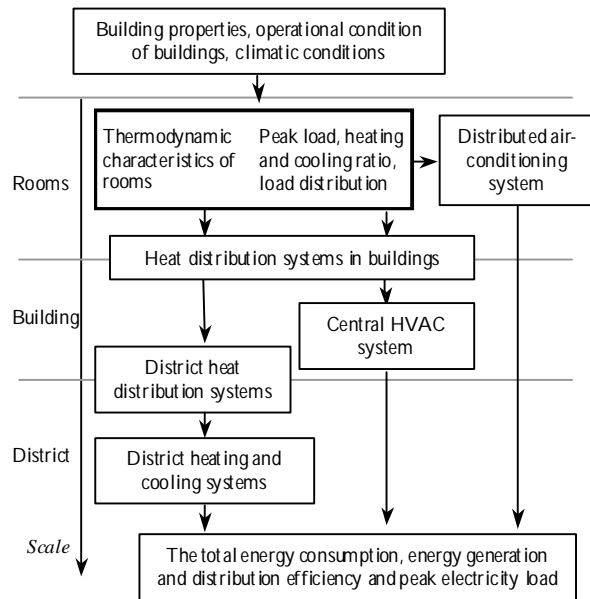 Building properties, operational condition
of buildings, climatic conditions
Thermodynamic
characteristics of
rooms
Peak load, heating
and cooling ratio,
load distribution
Distributed air-
conditioning
system
Rooms
Heat distribution systems in buildings
Building
Central HVAC
system
District heat
distribution systems
District
District heating and
cooling systems
Scale
The total energy consumption, energy generation
and distribution efficiency and peak electricity load